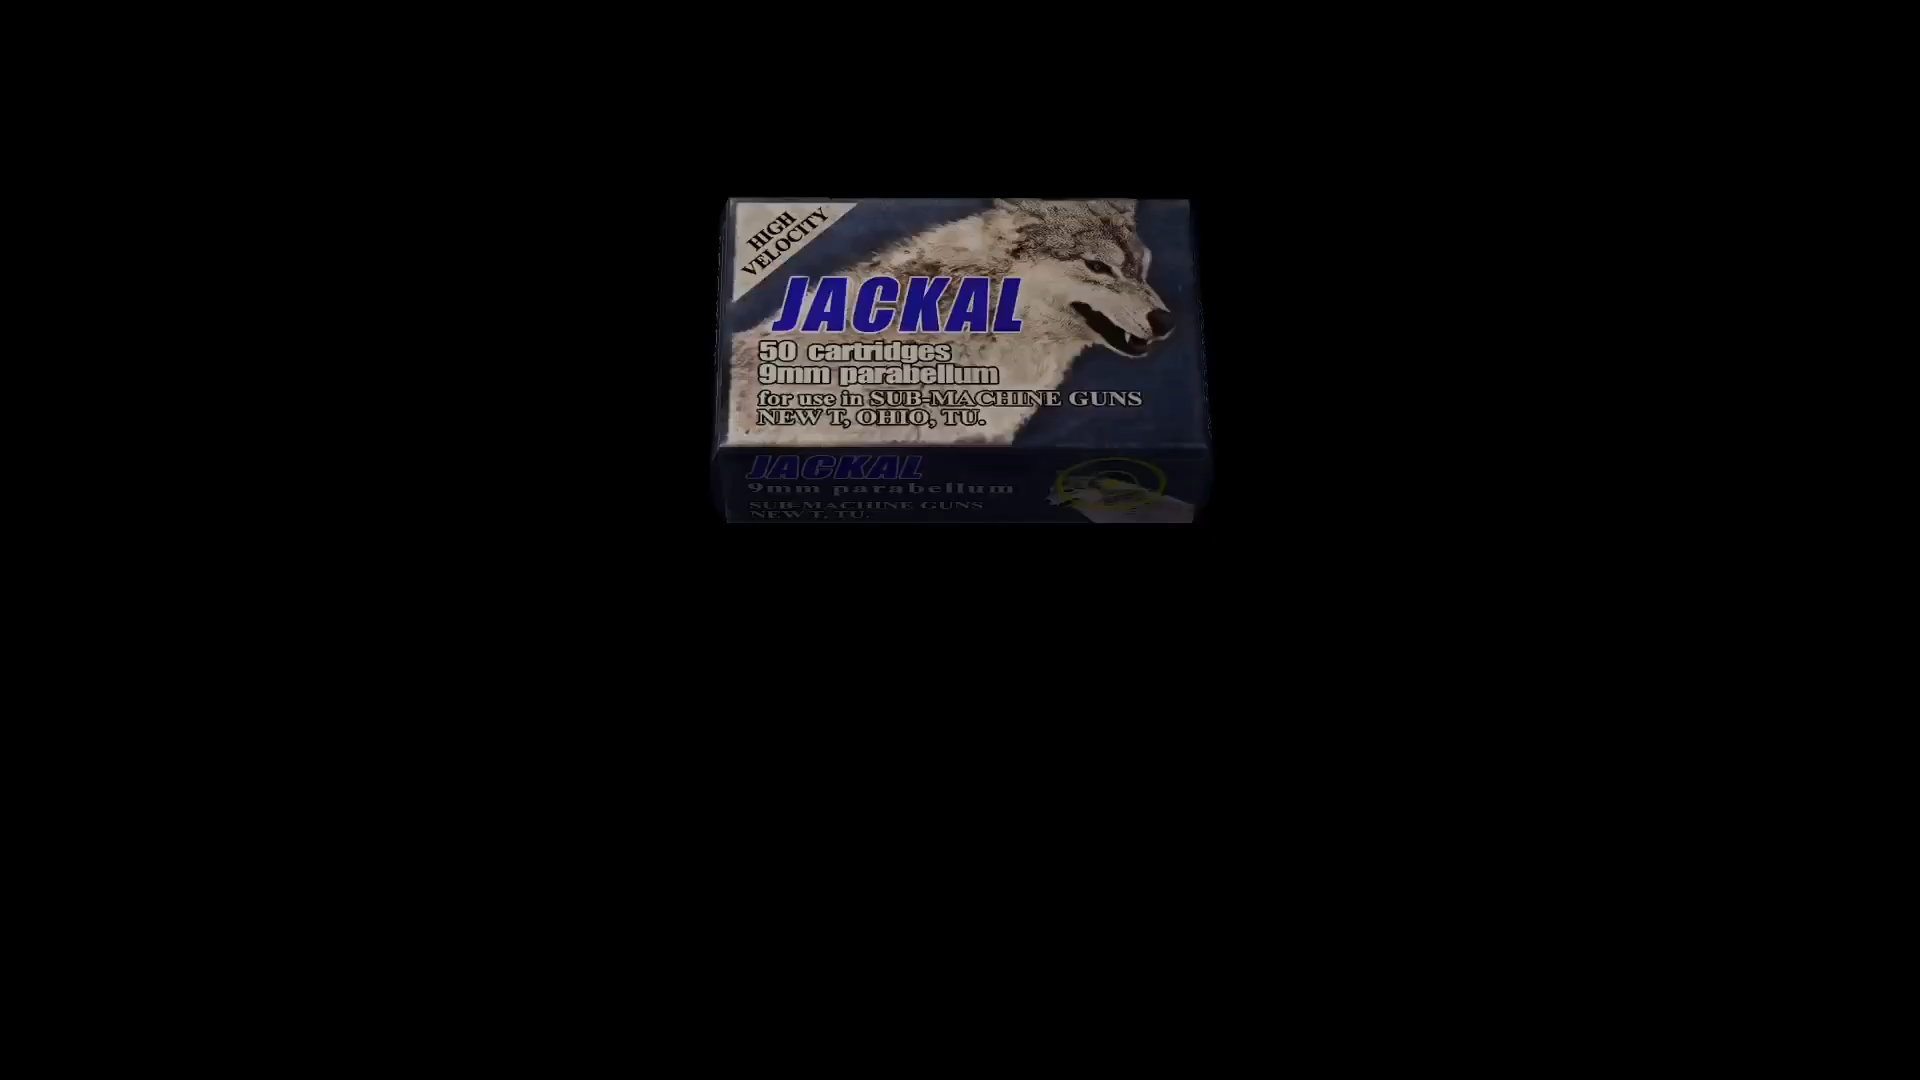 HIGH
VELOCITY
JACKAL
50 cartridges
9mm parabellum
for use in SUB-MACHINE GUNS
NEW T, OHIO, TU.
JACKAL
9mm parabellum
SUB-MACHINE GUNS
NEW T, TU.